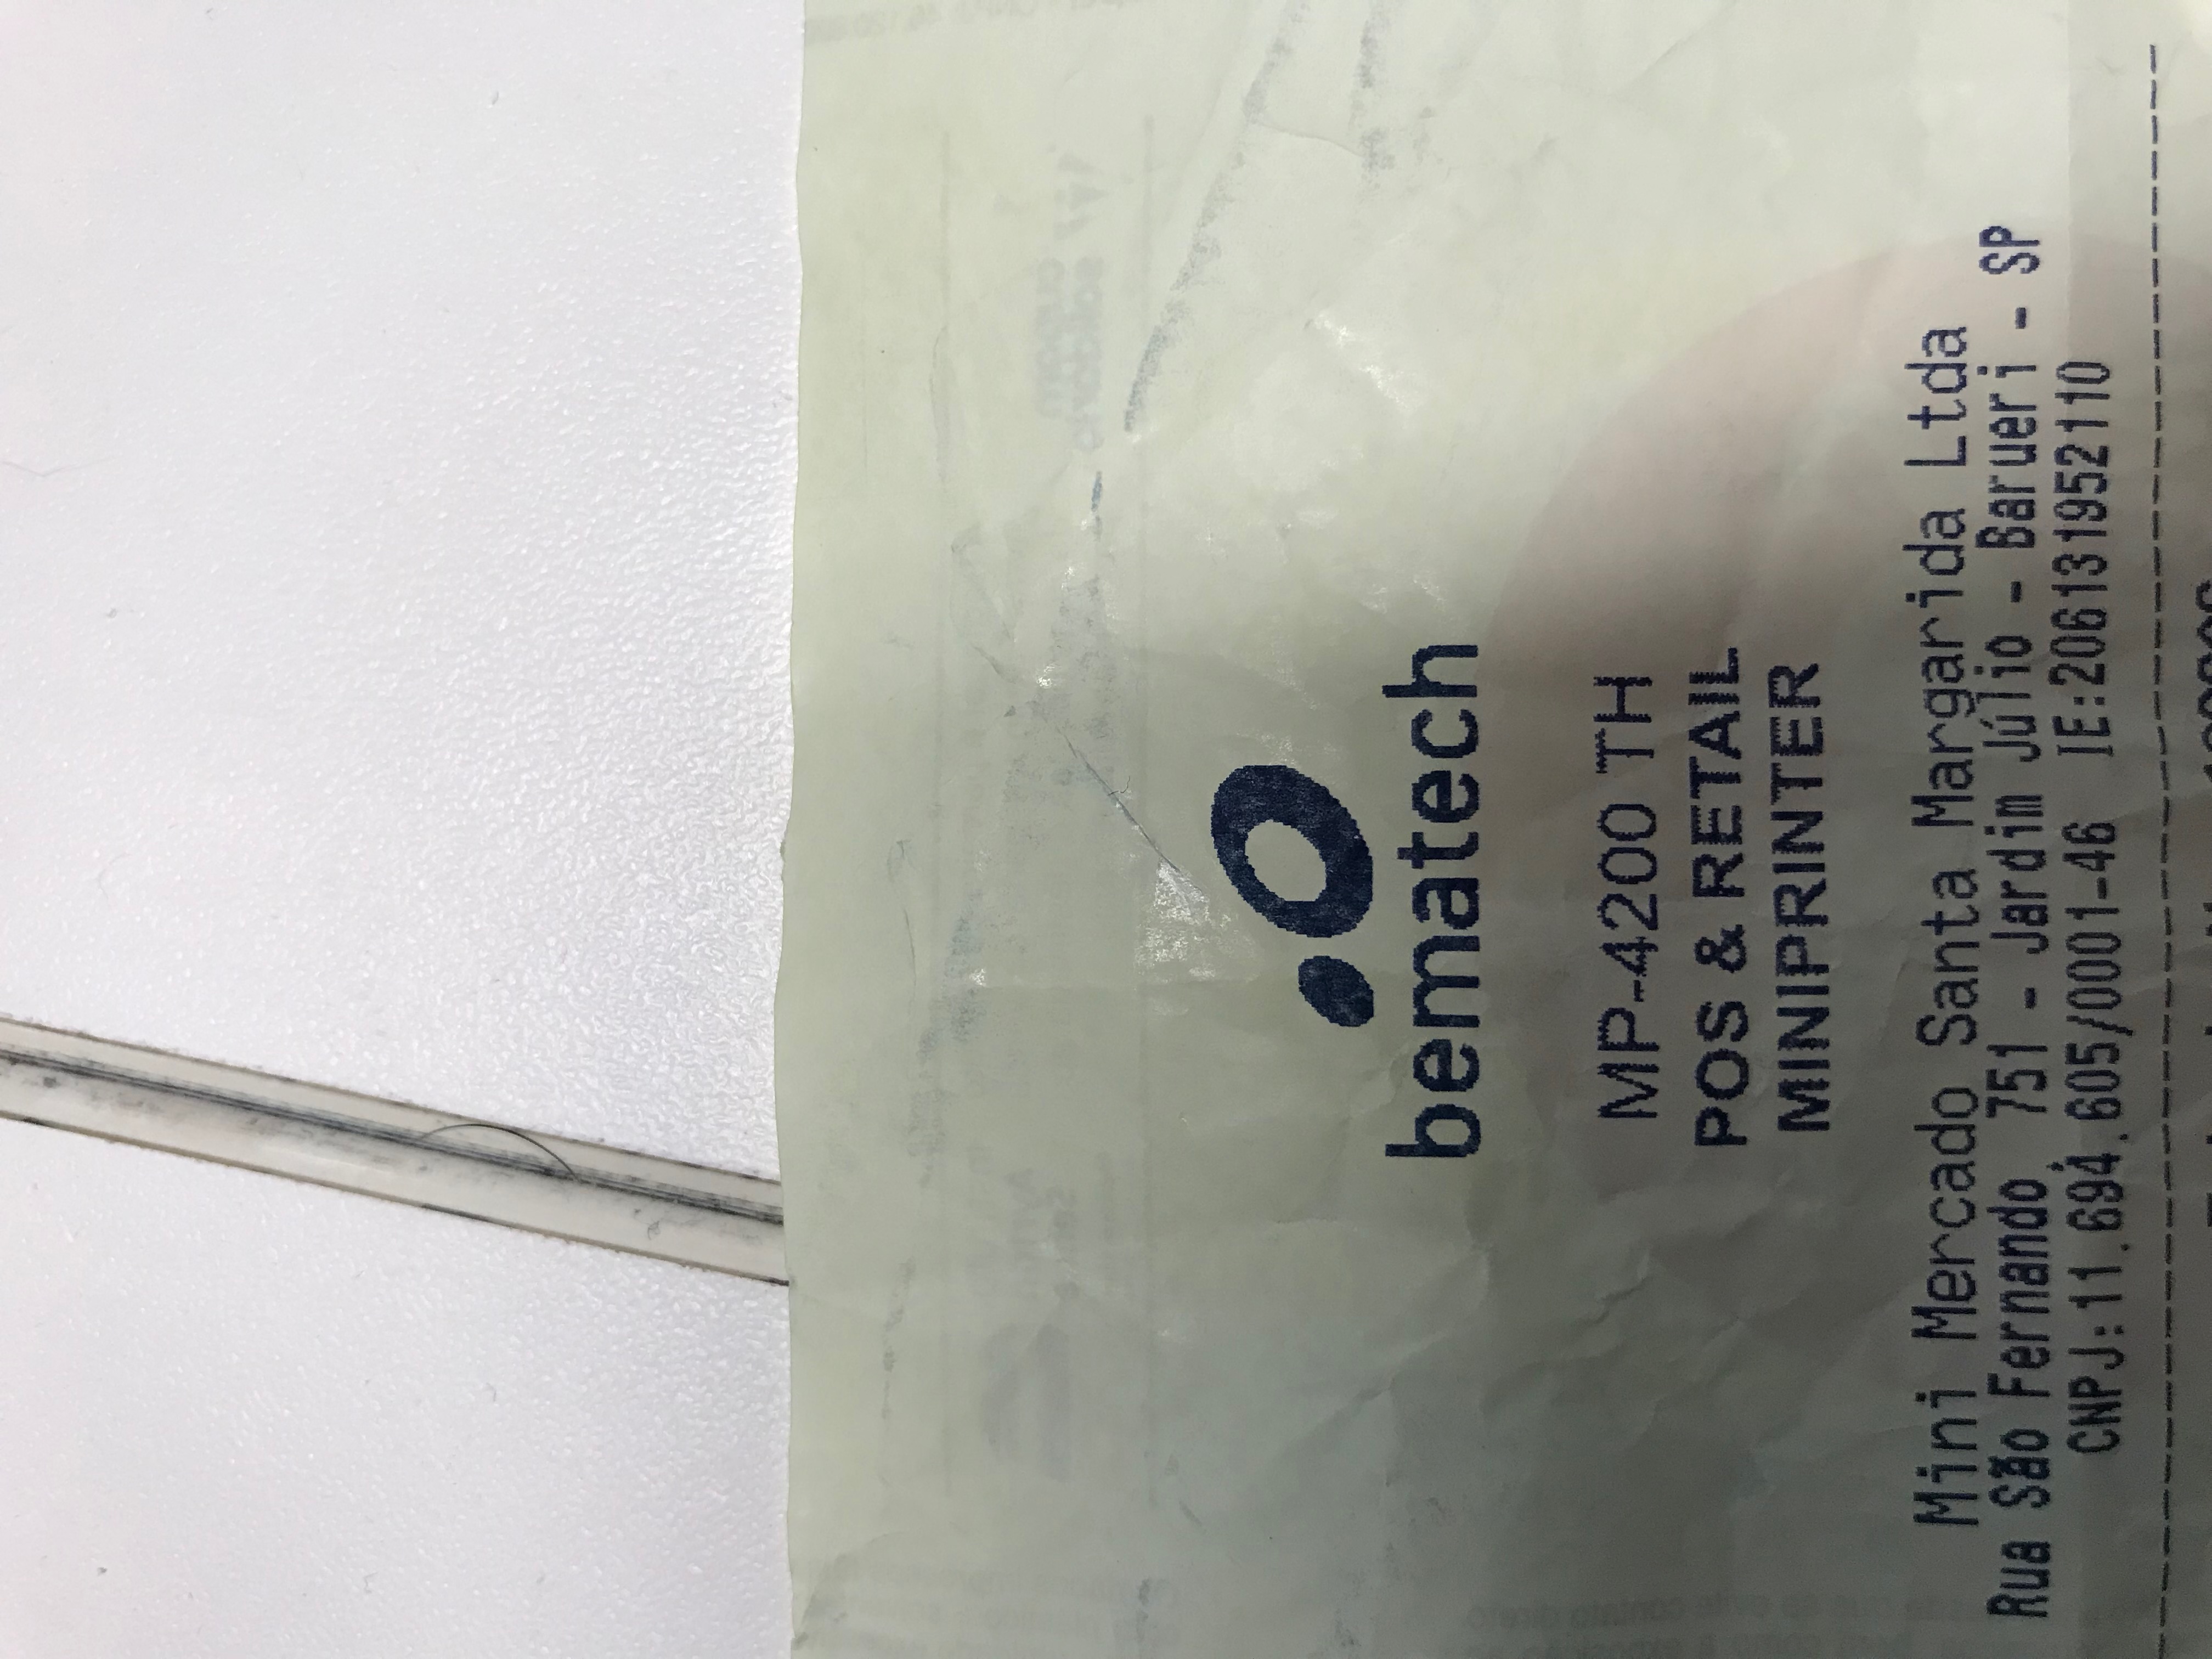 bematech
MP-4200 TH
POS & RETAIL
MINIPRINTER
Mini Mercado Santa Margarida Ltda
Rua São Fernando 751 - Jardim Júlio - Barueri - SP
CNPJ:11.694.605/0001-46 IE:206131952110